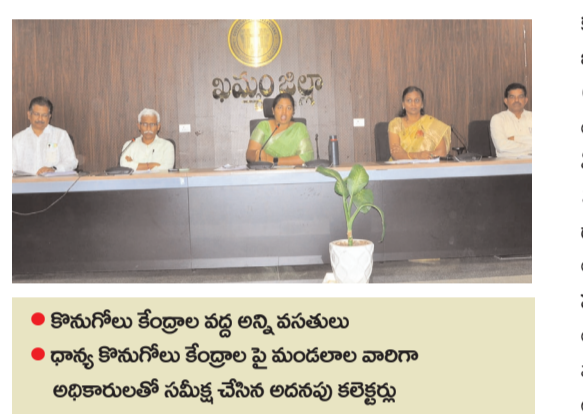 ఖమ్మం జిల్లా
కొనుగోలు కేంద్రాల వద్ద అన్ని వసతులు
ధాన్య కొనుగోలు కేంద్రాల పై మండలాల వారిగా
అధికారులతో సమీక్ష చేసిన అదనపు కలెక్టర్లు